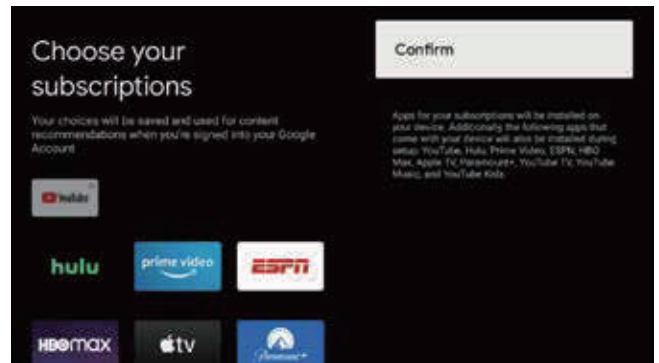 Choose your
subscriptions
Your choices will be saved and used for content
recommendations when you're signed into your Google
Account
YouTube
hulu
prime video
ESPN
HBOmax
tv
Paramount+
Confirm
Apps for your subscriptions will be installed on
your device. Additionally, the following apps that
come with your device will also be installed during
setup: YouTube, Hulu, Prime Video, ESPN, HBO
Max, Apple TV, Paramount+, YouTube TV, YouTube
Music, and YouTube Kids.